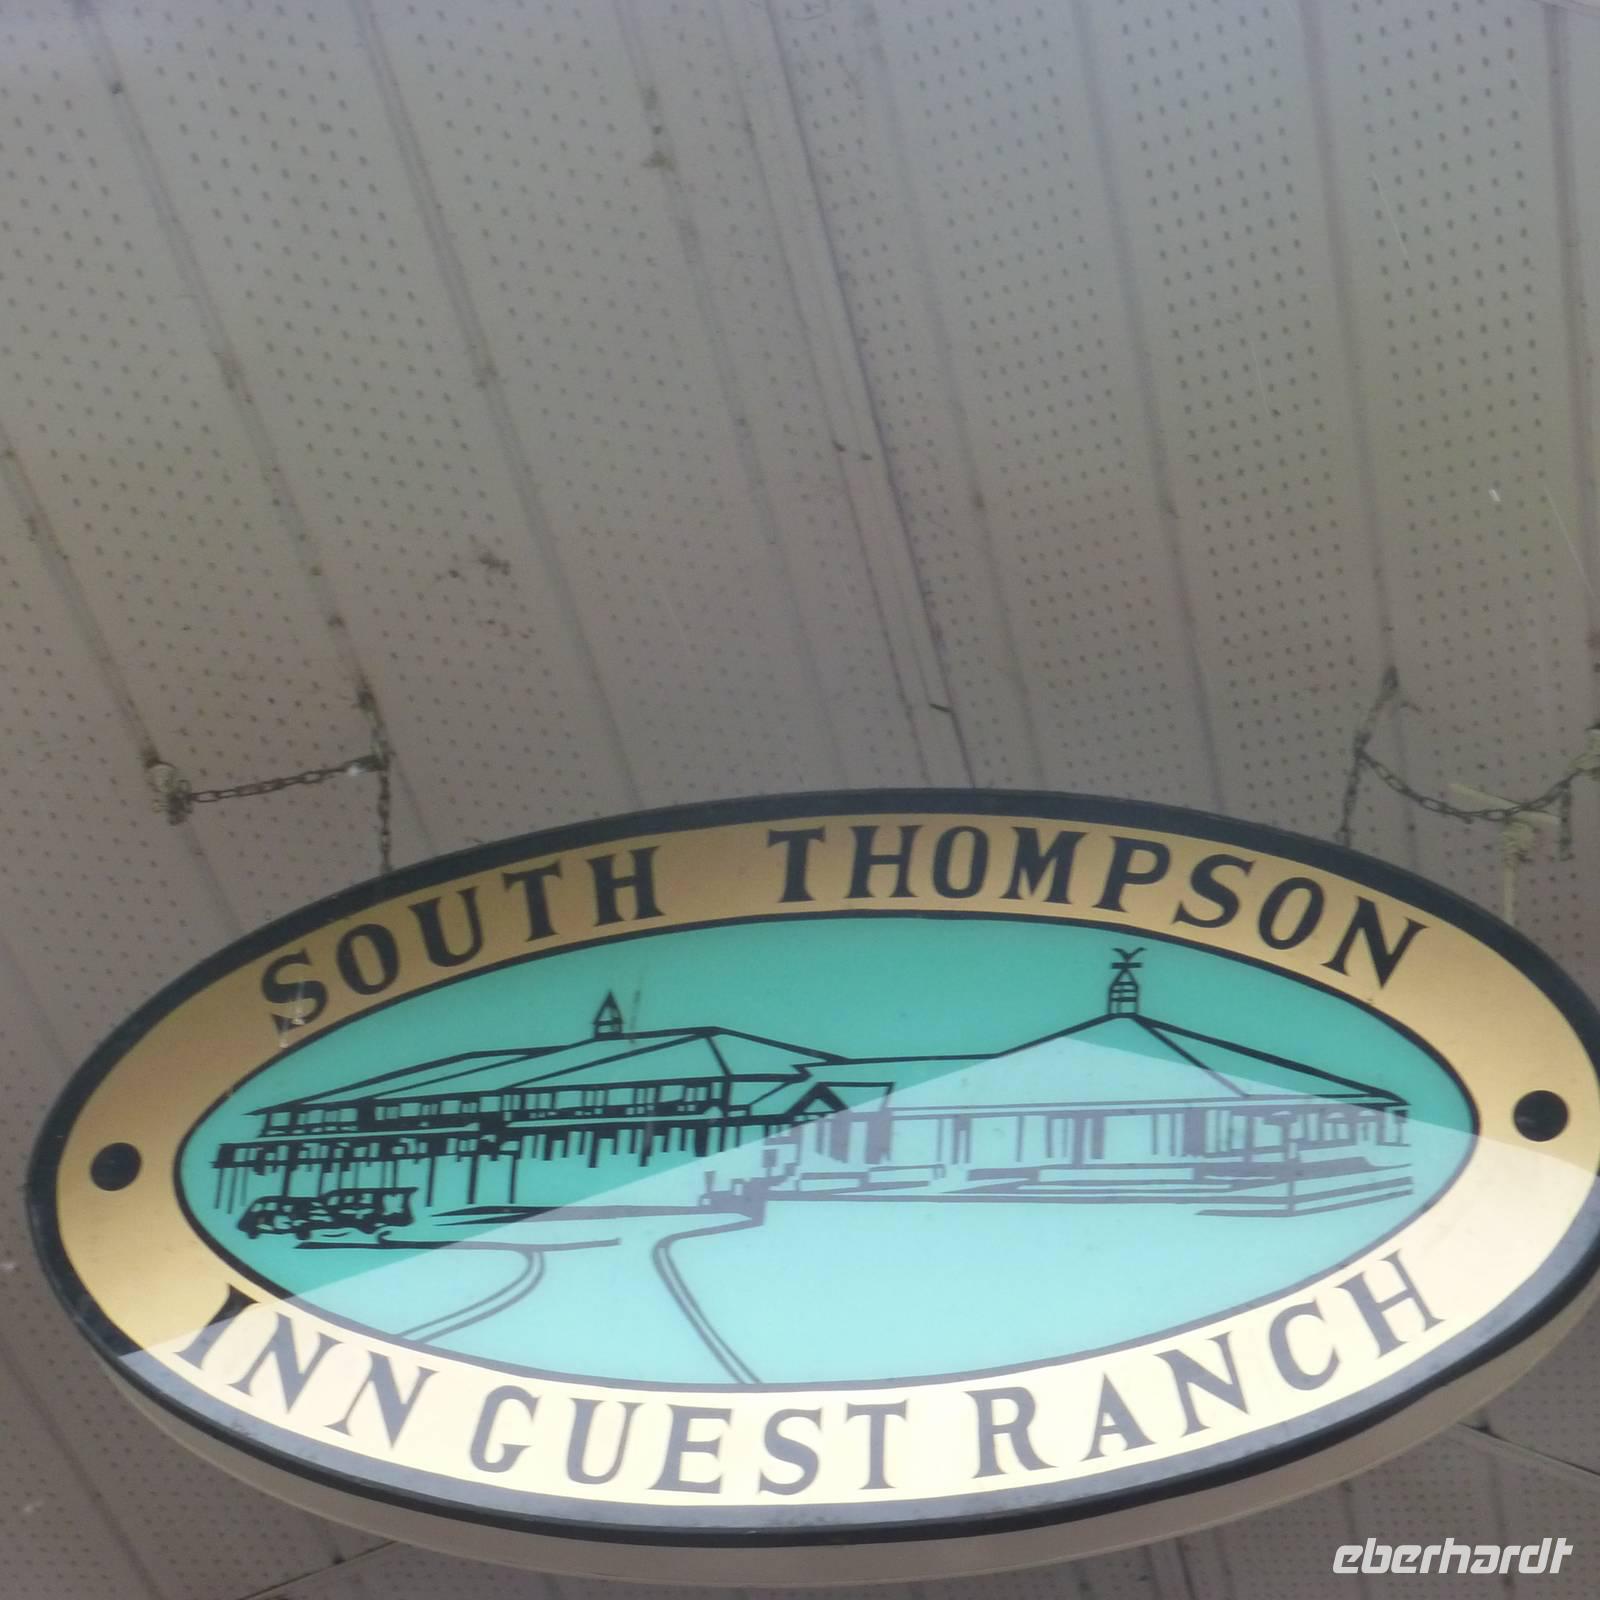 SOUTH THOMPSON
INN GUEST RANCH
eberhardt